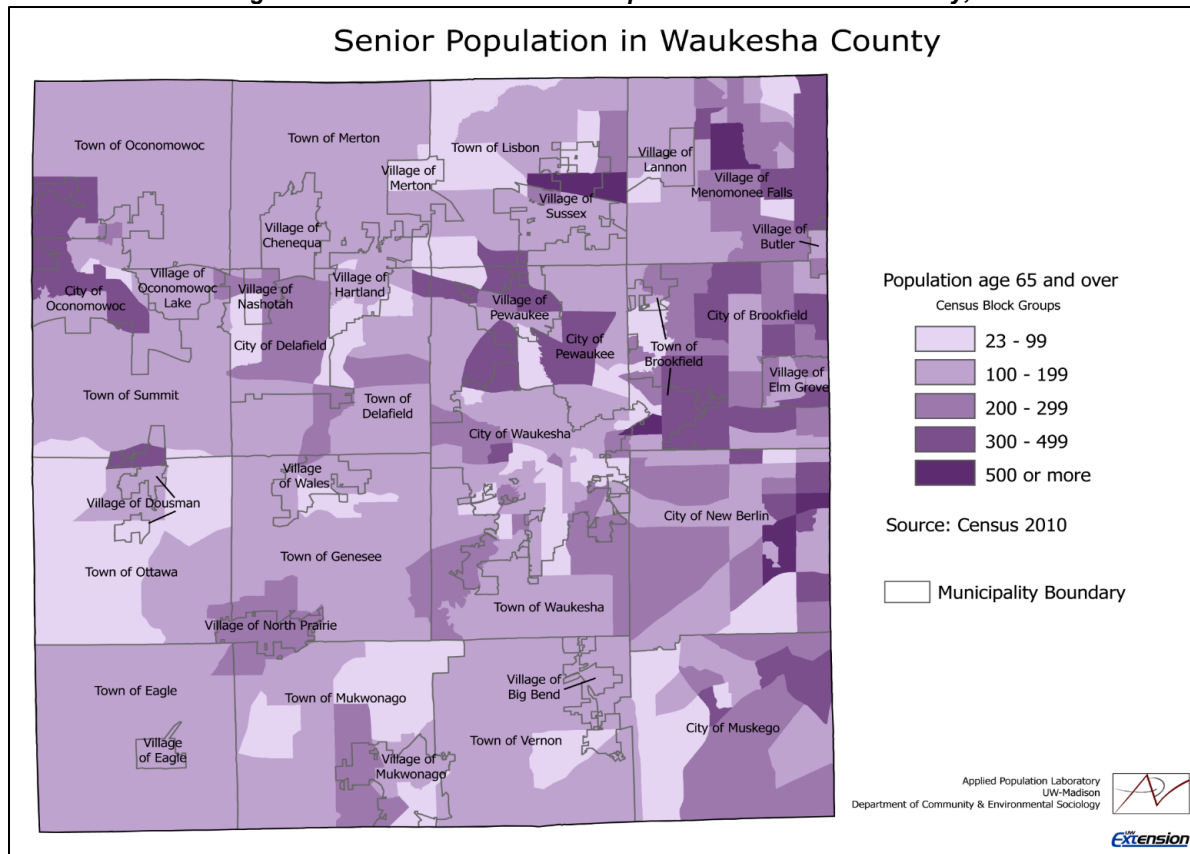 Senior Population in Waukesha County
Town of Oconomowoc
Town of Merton
Town of Lisbon
Village of
Merton
Village of
Lannon
Village of
Menomonee Falls
Village of
Sussex
Village of
Chenequa
Village of
Butler
City of
Oconomowoc
Village of
Oconomowoc
Lake
Village of
Nashotah
Village of
Hartland
Village of
Pewaukee
City of Brookfield
City of Delafield
City of
Pewaukee
Town of
Brookfield
Village of
Elm Grove
Town of Summit
Town of
Delafield
City of Waukesha
Village of Dousman
Village
of Wales
City of New Berlin
Town of Ottawa
Town of Genesee
Town of Waukesha
Village of North Prairie
Town of Eagle
Town of Mukwonago
Village of
Big Bend
City of Muskego
Village
of Eagle
Town of Vernon
Village of
Mukwonago
Population age 65 and over
Census Block Groups
23 - 99
100 - 199
200 - 299
300 - 499
500 or more
Source: Census 2010
Municipality Boundary
Applied Population Laboratory
UW-Madison
Department of Community & Environmental Sociology
UW
Extension